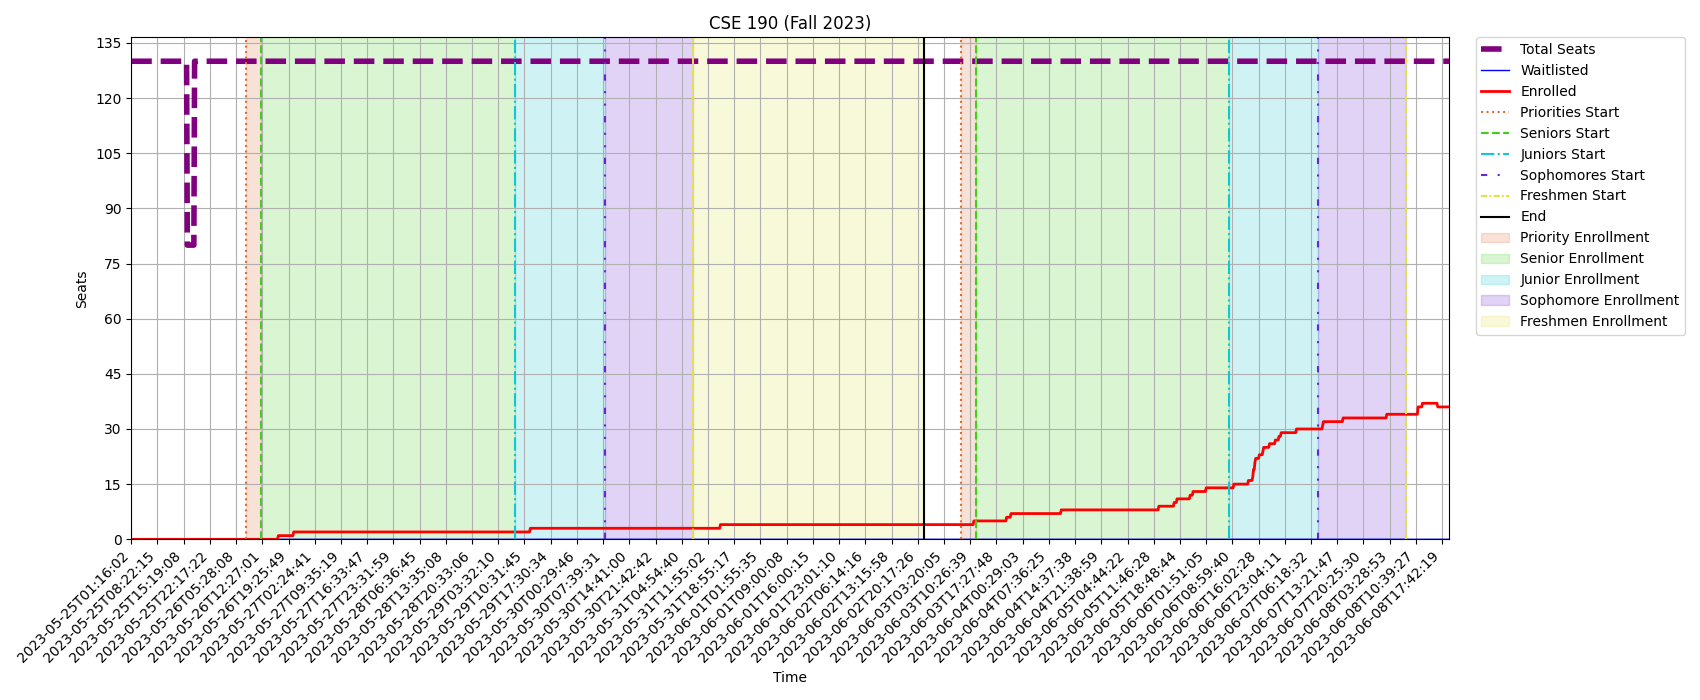 CSE 190 (Fall 2023)
135
120
105
90
75
60
45
30
15
0
Seats
2023-05-25T01:16:02
2023-05-25T08:22:15
2023-05-25T15:19:08
2023-05-25T22:17:22
2023-05-26T05:28:08
2023-05-26T12:27:01
2023-05-26T19:25:49
2023-05-27T02:24:41
2023-05-27T09:35:19
2023-05-27T16:33:47
2023-05-27T23:31:59
2023-05-28T06:36:45
2023-05-28T13:35:08
2023-05-28T20:33:06
2023-05-29T03:32:10
2023-05-29T10:31:45
2023-05-29T17:30:34
2023-05-30T00:29:46
2023-05-30T07:39:31
2023-05-30T14:41:00
2023-05-30T21:42:42
2023-05-31T04:54:40
2023-05-31T11:55:02
2023-05-31T18:55:17
2023-06-01T01:55:35
2023-06-01T09:00:08
2023-06-01T16:00:15
2023-06-01T23:01:10
2023-06-02T06:14:16
2023-06-02T13:15:58
2023-06-02T20:17:26
2023-06-03T03:20:05
2023-06-03T10:26:39
2023-06-03T17:27:48
2023-06-04T00:29:03
2023-06-04T07:36:25
2023-06-04T14:37:38
2023-06-04T21:38:59
2023-06-05T04:44:22
2023-06-05T11:46:28
2023-06-05T18:48:44
2023-06-06T01:51:05
2023-06-06T08:59:40
2023-06-06T16:02:28
2023-06-06T23:04:11
2023-06-07T06:18:32
2023-06-07T13:21:47
2023-06-07T20:25:30
2023-06-08T03:28:53
2023-06-08T10:39:27
2023-06-08T17:42:19
Time
Total Seats
Waitlisted
Enrolled
Priorities Start
Seniors Start
Juniors Start
Sophomores Start
Freshmen Start
End
Priority Enrollment
Senior Enrollment
Junior Enrollment
Sophomore Enrollment
Freshmen Enrollment